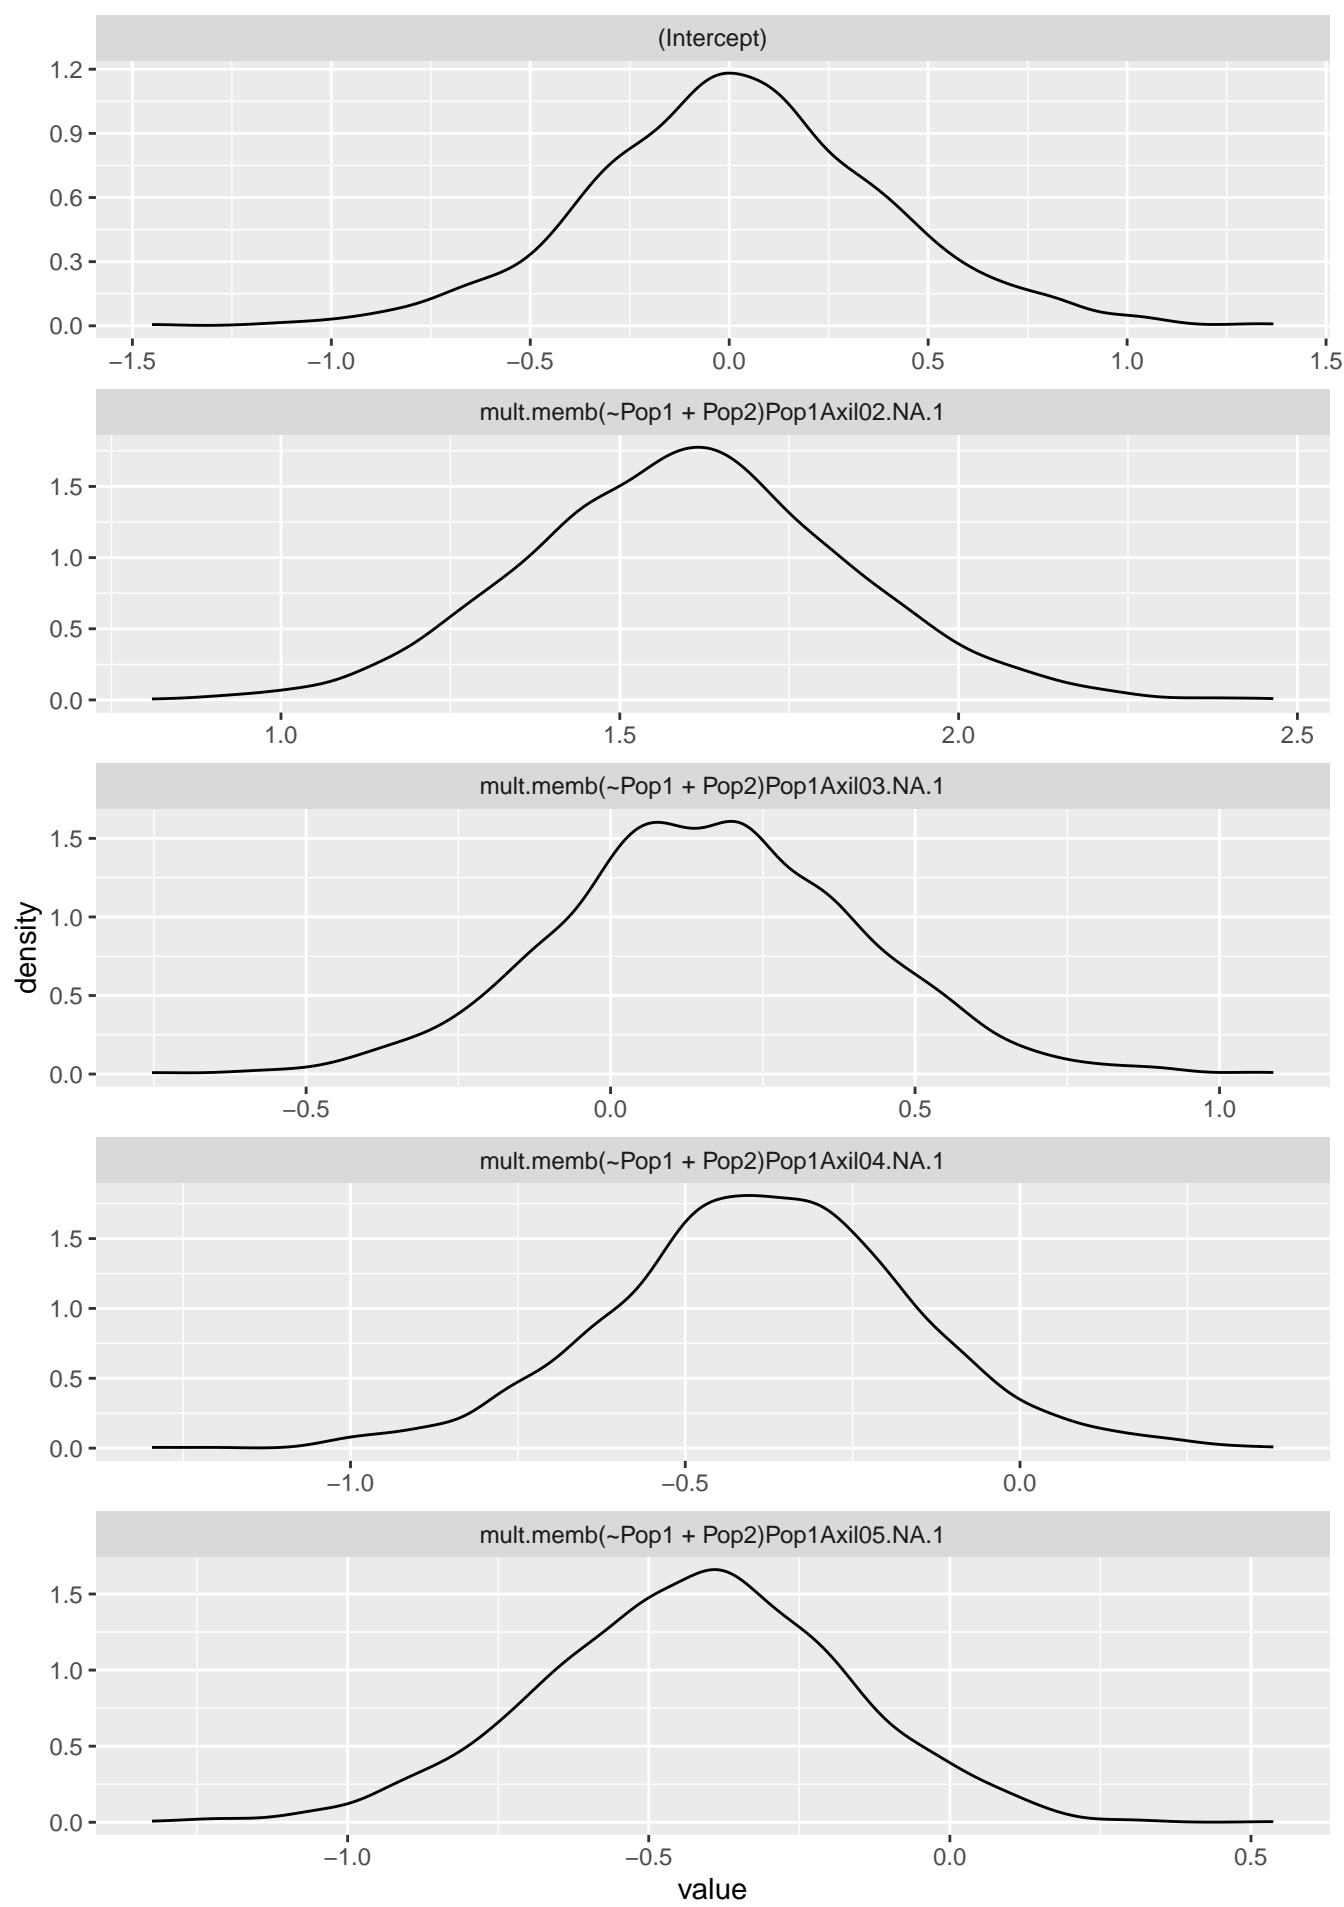 (Intercept)
1.2
0.9
0.6
0.3
0.0
−1.5 −1.0 −0.5 0.0 0.5 1.0 1.5
mult.memb(~Pop1 + Pop2)Pop1Axil02.NA.1
1.5
1.0
0.5
0.0
1.0 1.5 2.0 2.5
mult.memb(~Pop1 + Pop2)Pop1Axil03.NA.1
1.5
1.0
0.5
0.0
−0.5 0.0 0.5 1.0
density
mult.memb(~Pop1 + Pop2)Pop1Axil04.NA.1
1.5
1.0
0.5
0.0
−1.0 −0.5 0.0
mult.memb(~Pop1 + Pop2)Pop1Axil05.NA.1
1.5
1.0
0.5
0.0
−1.0 −0.5 0.0 0.5
value